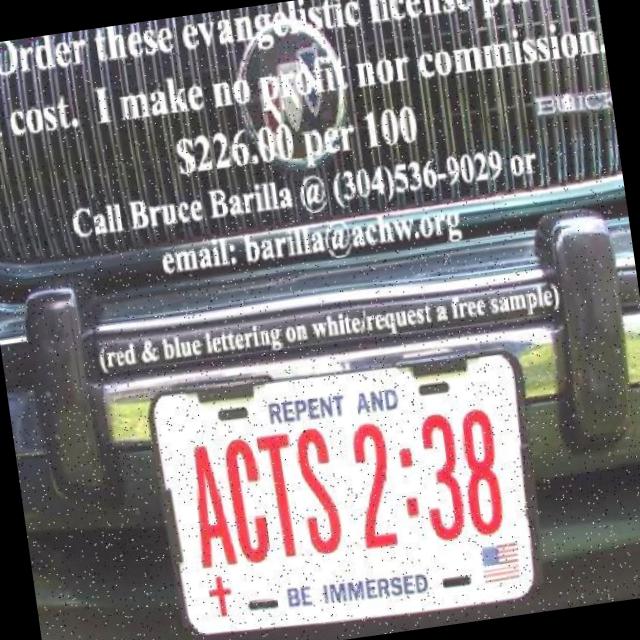 Order these evangelistic license
cost. I make no profit nor commission.
BUICK
$226.00 per 100
Call Bruce Barilla @ (304)536-9029 or
email: barilla@achw.org
(red & blue lettering on white/request a free sample)
REPENT AND
ACTS 2:38
BE IMMERSED